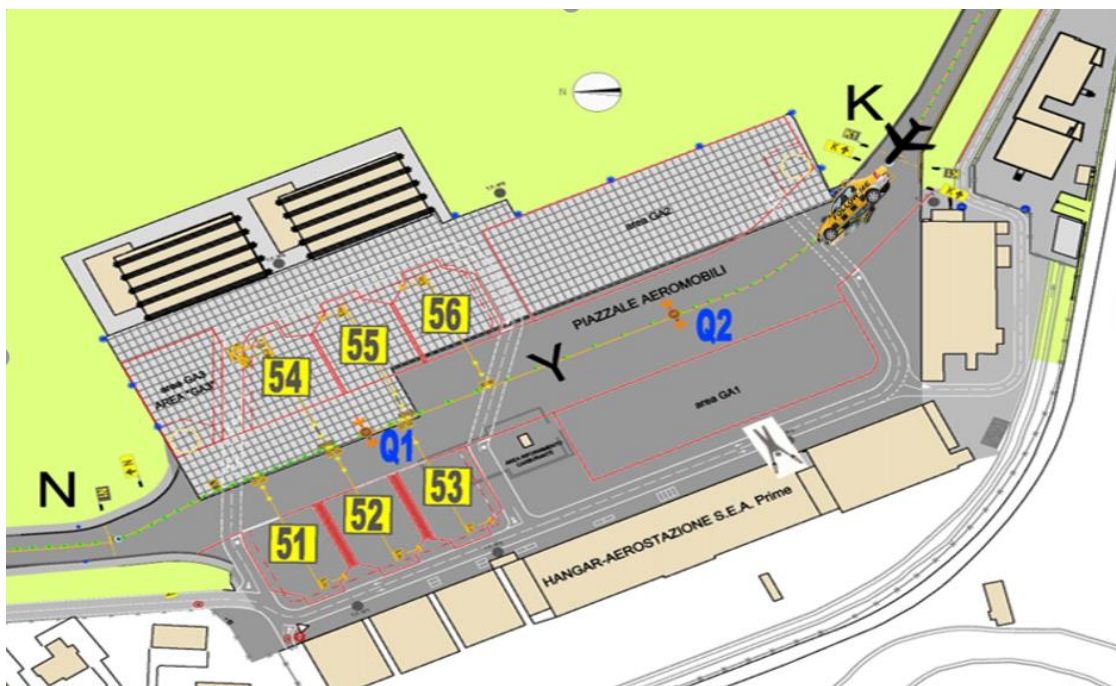 N
K
K1
K
K
area GA2
PIAZZALE AEROMOBILI
Q2
56
55
54
Y
area GA3
AREA "GA3"
area GA1
Q1
N
N
53
52
51
HANGAR-AEROSTAZIONE S.E.A. Prime